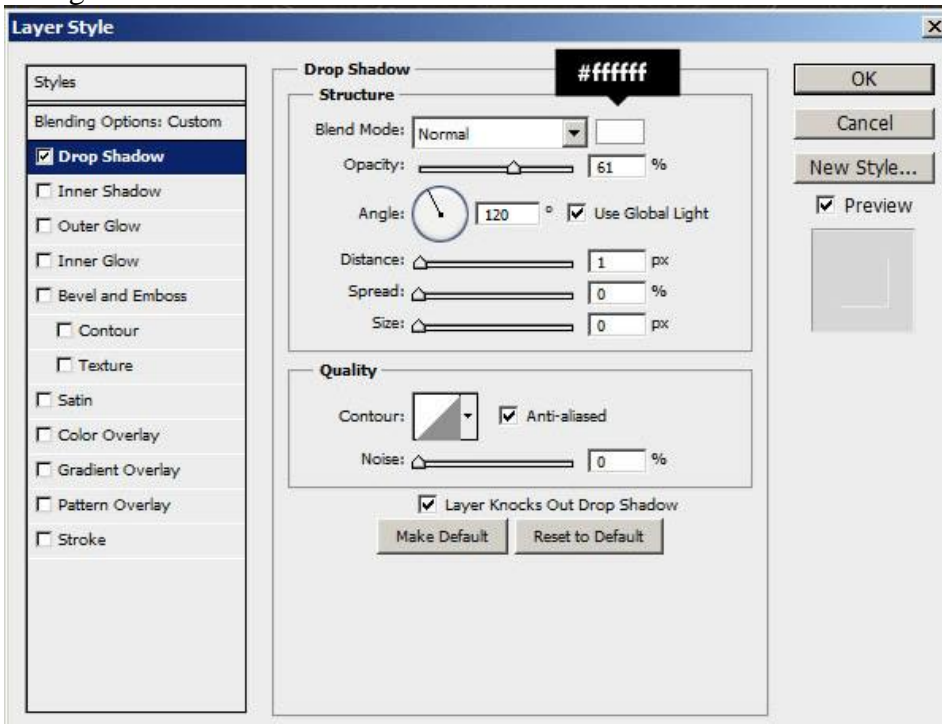 Layer Style
Styles
Blending Options: Custom
Drop Shadow
Inner Shadow
Outer Glow
Inner Glow
Bevel and Emboss
Contour
Texture
Satin
Color Overlay
Gradient Overlay
Pattern Overlay
Stroke
Drop Shadow
#ffffff
Structure
Blend Mode: Normal
Opacity: 61 %
Angle: 120 ° Use Global Light
Distance: 1 px
Spread: 0 %
Size: 0 px
Quality
Contour: Anti-aliased
Noise: 0 %
Layer Knocks Out Drop Shadow
Make Default Reset to Default
OK
Cancel
New Style...
Preview